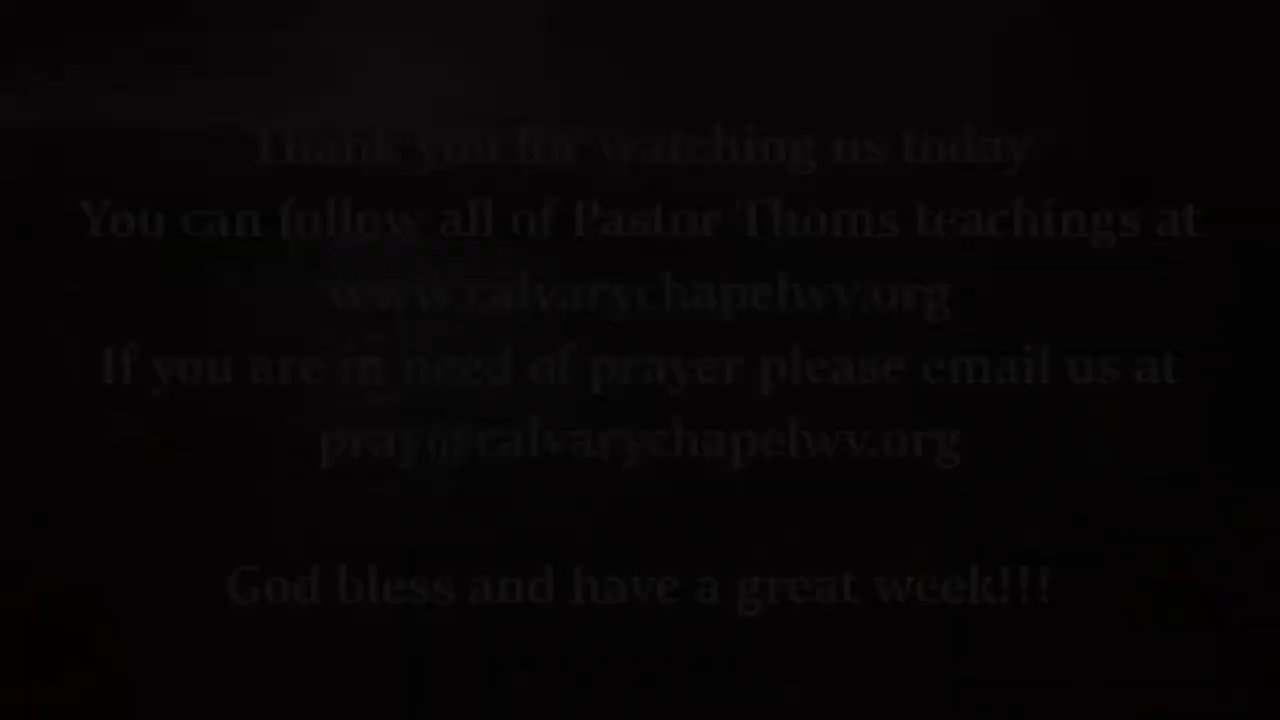 Thank you for watching us today
You can follow all of Pastor Thoms teachings at
www.calvarychapelwv.org
If you are in need of prayer please email us at
pray@calvarychapelwv.org
God bless and have a great week!!!